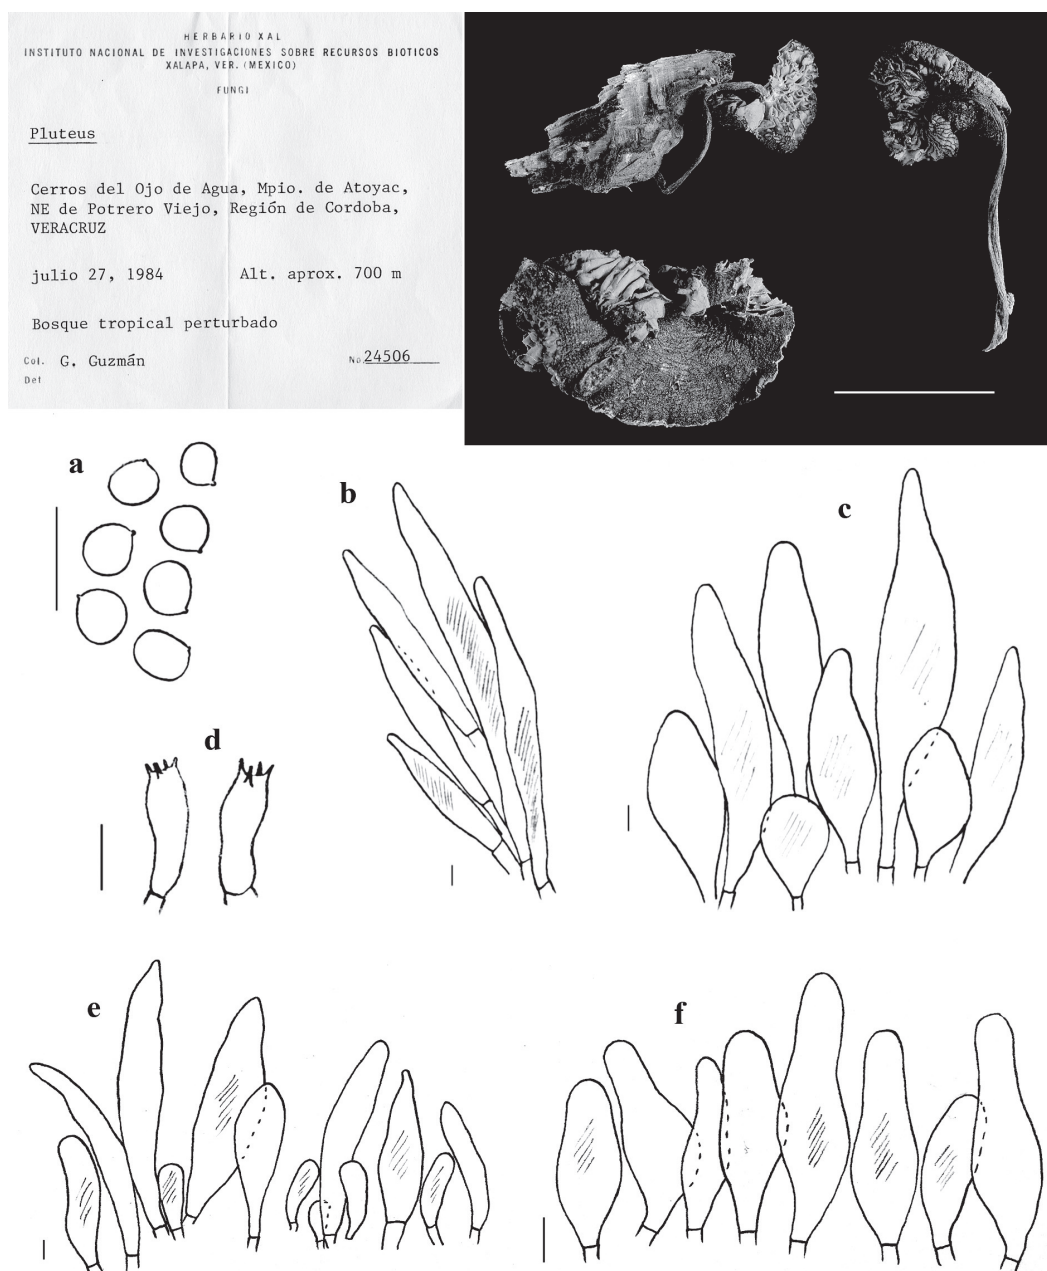 HERBARIO XAL
INSTITUTO NACIONAL DE INVESTIGACIONES SOBRE RECURSOS BIOTICOS
XALAPA, VER. (MEXICO)
FUNGI
Pluteus
Cerros del Ojo de Agua, Mpio. de Atoyac,
NE de Potrero Viejo, Región de Cordoba,
VERACRUZ
julio 27, 1984 Alt. aprox. 700 m
Bosque tropical perturbado
Col. G. Guzmán No. 24506
Det
a
b
c
d
e
f